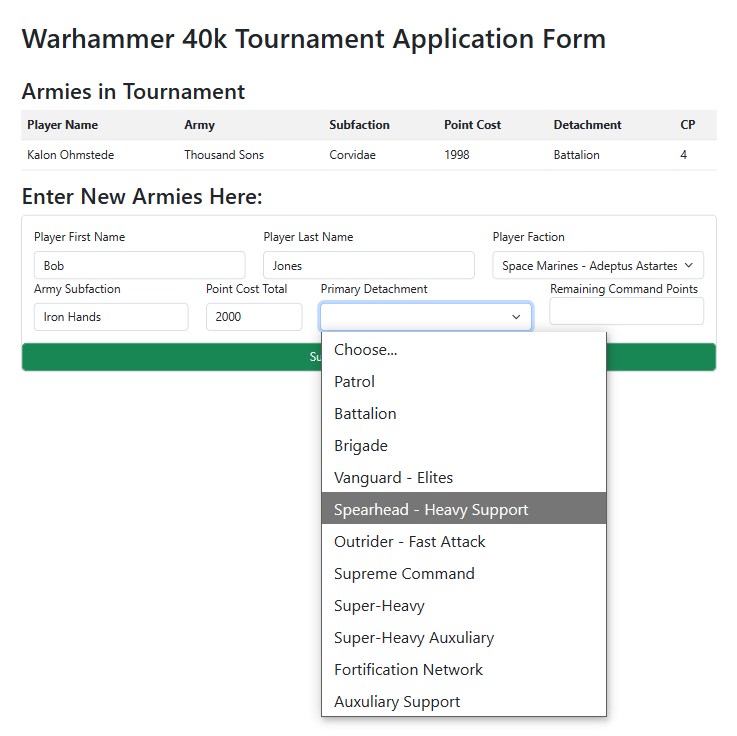 Warhammer 40k Tournament Application Form
Armies in Tournament
Player Name Army Subfaction Point Cost Detachment CP
Kalon Ohmstede Thousand Sons Corvidae 1998 Battalion 4
Enter New Armies Here:
Player First Name Player Last Name Player Faction
Bob Jones Space Marines - Adeptus Astartes
Army Subfaction Point Cost Total Primary Detachment Remaining Command Points
Iron Hands 2000
Su
Choose...
Patrol
Battalion
Brigade
Vanguard - Elites
Spearhead - Heavy Support
Outrider - Fast Attack
Supreme Command
Super-Heavy
Super-Heavy Auxuliary
Fortification Network
Auxuliary Support